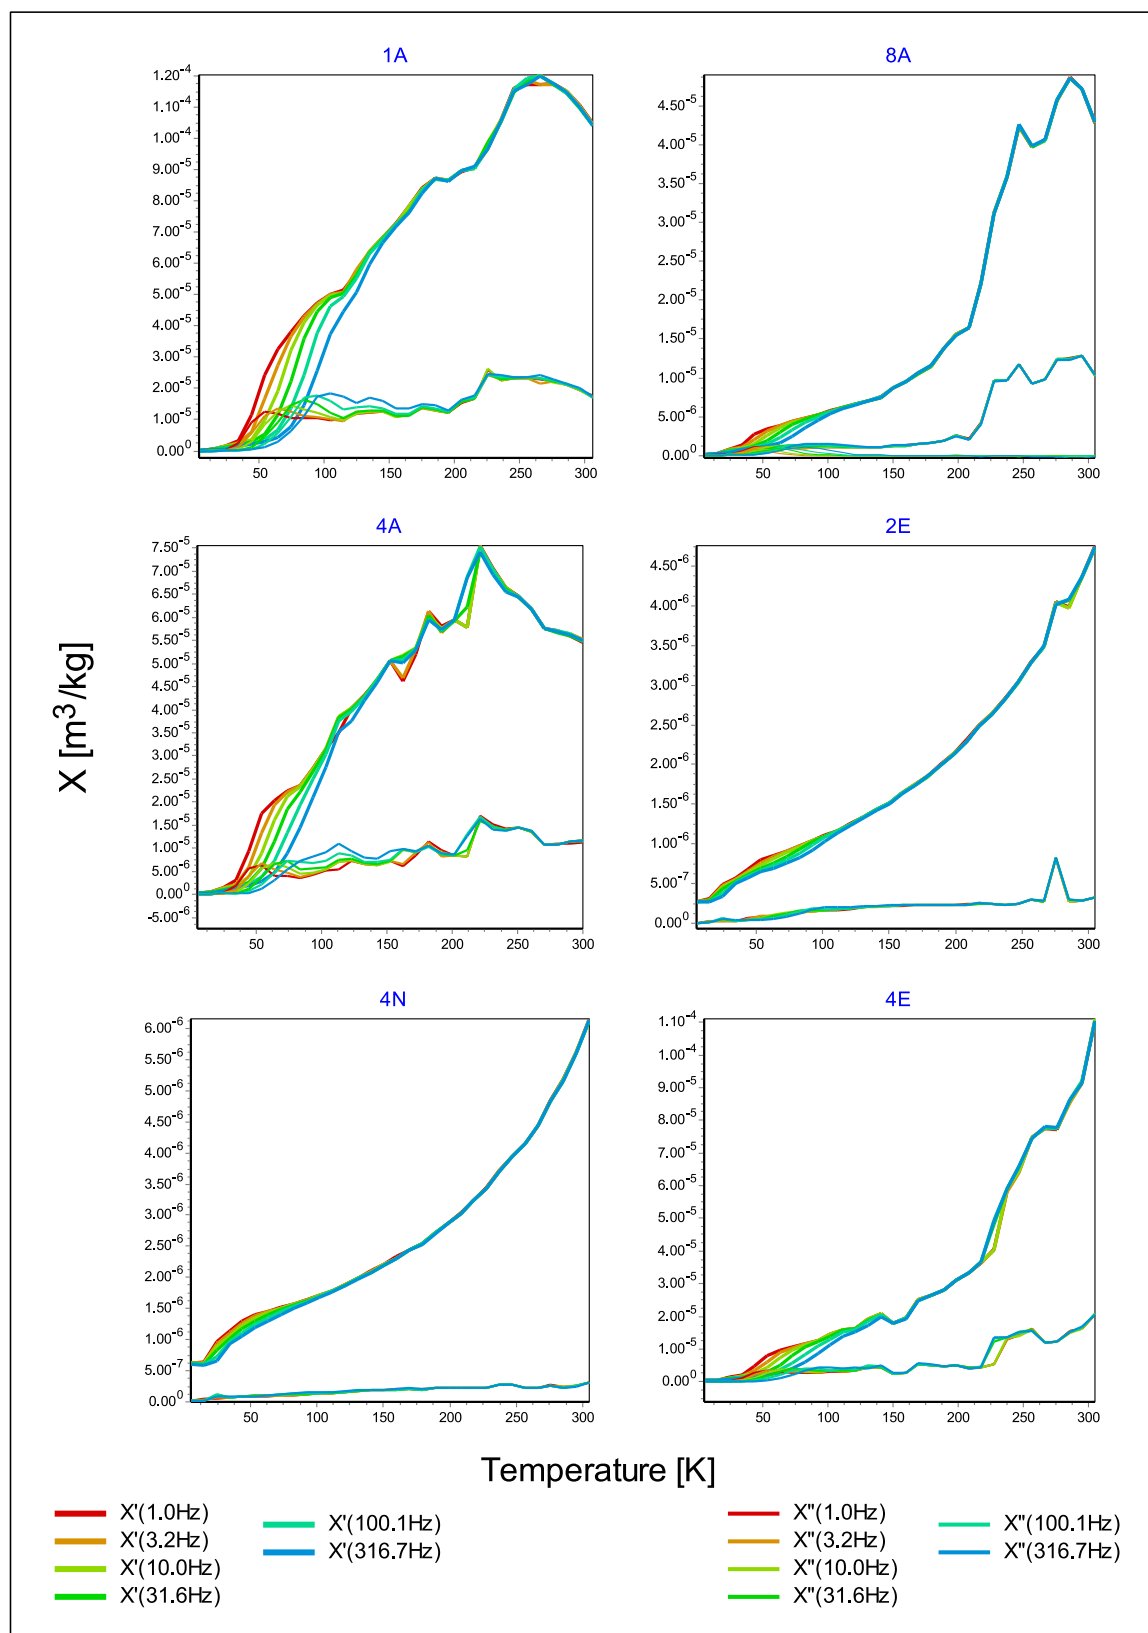 1A
1.20⁻⁴
1.10⁻⁴
1.00⁻⁴
9.00⁻⁵
8.00⁻⁵
7.00⁻⁵
6.00⁻⁵
5.00⁻⁵
4.00⁻⁵
3.00⁻⁵
2.00⁻⁵
1.00⁻⁵
0.00⁰
50 100 150 200 250 300
8A
4.50⁻⁵
4.00⁻⁵
3.50⁻⁵
3.00⁻⁵
2.50⁻⁵
2.00⁻⁵
1.50⁻⁵
1.00⁻⁵
5.00⁻⁶
0.00⁰
50 100 150 200 250 300
4A
7.50⁻⁵
7.00⁻⁵
6.50⁻⁵
6.00⁻⁵
5.50⁻⁵
5.00⁻⁵
4.50⁻⁵
4.00⁻⁵
3.50⁻⁵
3.00⁻⁵
2.50⁻⁵
2.00⁻⁵
1.50⁻⁵
1.00⁻⁵
5.00⁻⁶
0.00⁰
-5.00⁻⁶
50 100 150 200 250 300
2E
4.50⁻⁶
4.00⁻⁶
3.50⁻⁶
3.00⁻⁶
2.50⁻⁶
2.00⁻⁶
1.50⁻⁶
1.00⁻⁶
5.00⁻⁷
0.00⁰
50 100 150 200 250 300
X [m³/kg]
4N
6.00⁻⁶
5.50⁻⁶
5.00⁻⁶
4.50⁻⁶
4.00⁻⁶
3.50⁻⁶
3.00⁻⁶
2.50⁻⁶
2.00⁻⁶
1.50⁻⁶
1.00⁻⁶
5.00⁻⁷
0.00⁰
50 100 150 200 250 300
4E
1.10⁻⁴
1.00⁻⁴
9.00⁻⁵
8.00⁻⁵
7.00⁻⁵
6.00⁻⁵
5.00⁻⁵
4.00⁻⁵
3.00⁻⁵
2.00⁻⁵
1.00⁻⁵
0.00⁰
50 100 150 200 250 300
Temperature [K]
X'(1.0Hz)
X'(3.2Hz)
X'(10.0Hz)
X'(31.6Hz)
X'(100.1Hz)
X'(316.7Hz)
X"(1.0Hz)
X"(3.2Hz)
X"(10.0Hz)
X"(31.6Hz)
X"(100.1Hz)
X"(316.7Hz)